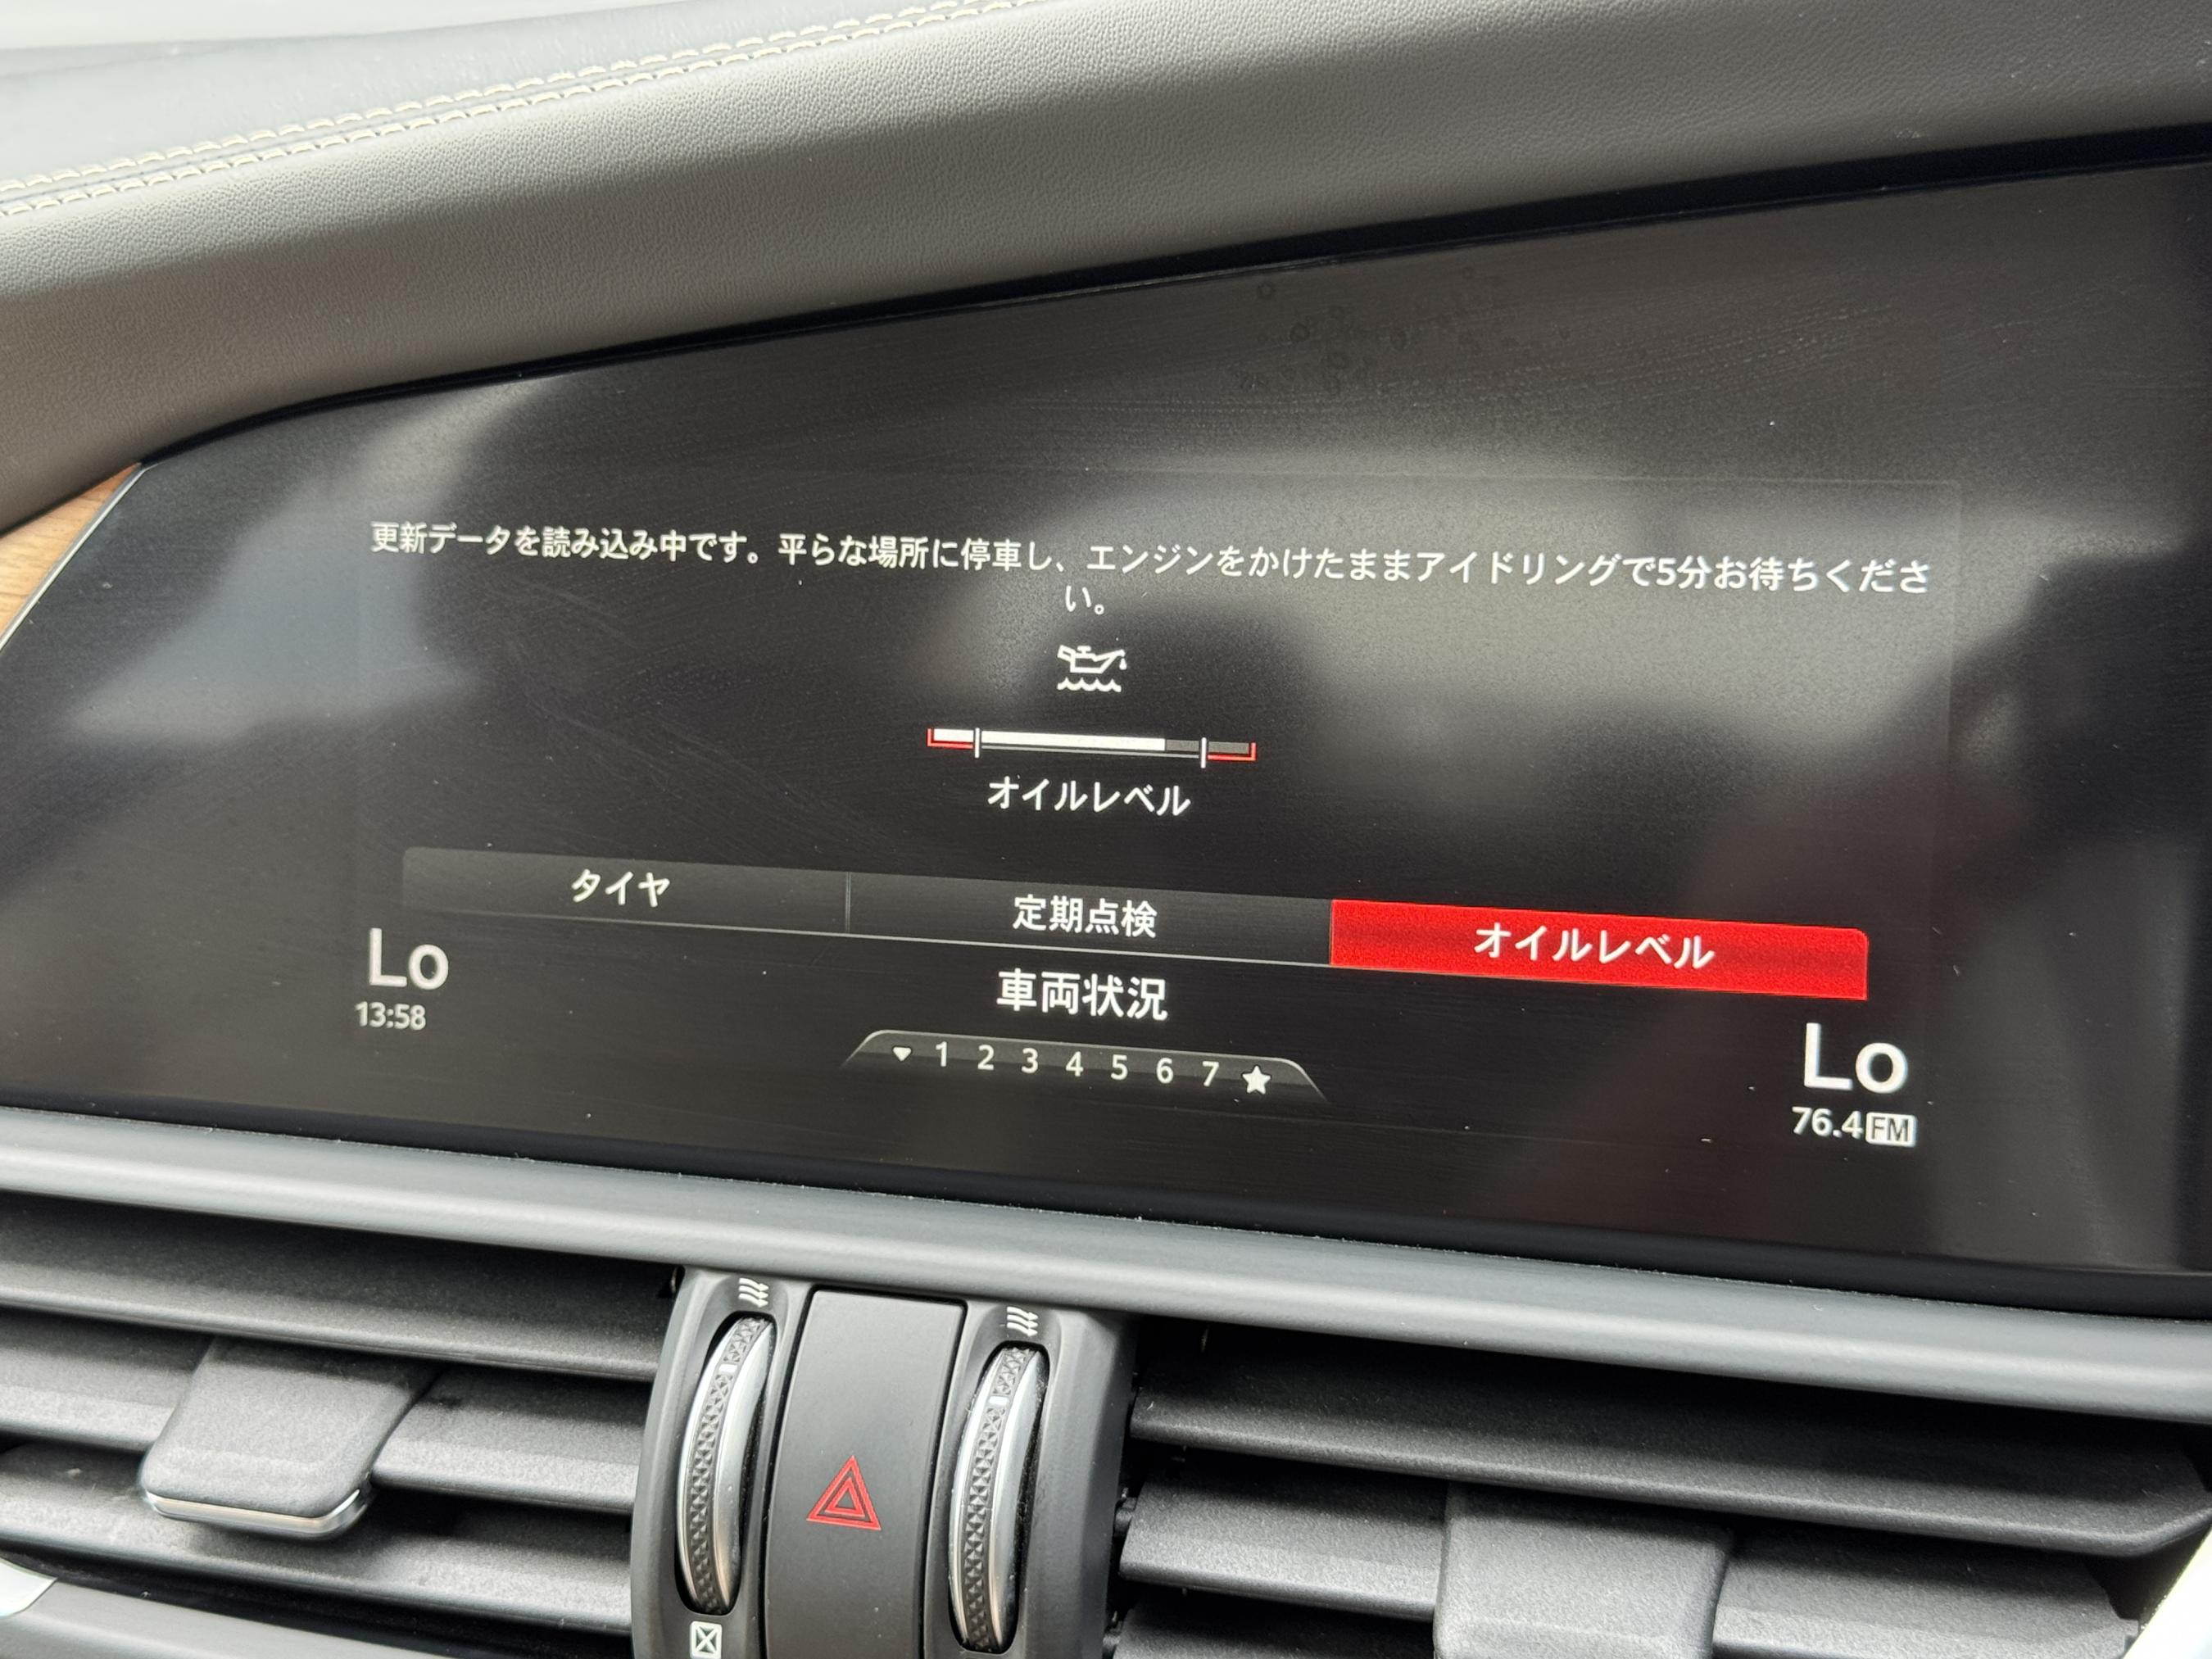 更新データを読み込み中です。平らな場所に停車し、エンジンをかけたままアイドリングで5分お待ちくださ
い。
オイルレベル
タイヤ 定期点検 オイルレベル
Lo 車両状況 Lo
13:58 1 2 3 4 5 6 7 76.4 FM